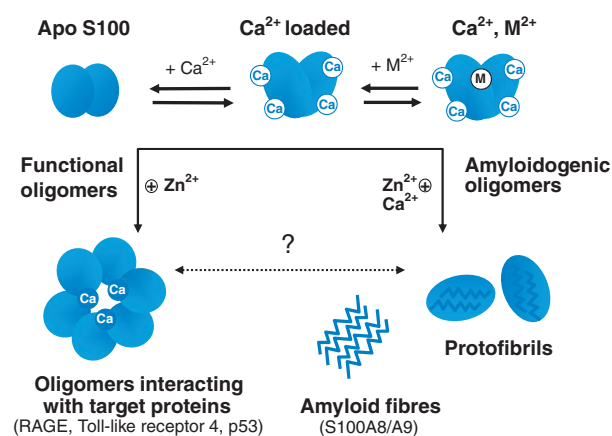 Apo S100
Ca²⁺ loaded
Ca²⁺, M²⁺
+ Ca²⁺
+ M²⁺
Ca
Ca
Ca
Ca
Ca
M
Ca
Ca
Ca
Functional
oligomers
⊕ Zn²⁺
Zn²⁺ ⊕
Ca²⁺
Amyloidogenic
oligomers
?
Ca
Ca
Ca
Protofibrils
Oligomers interacting
with target proteins
(RAGE, Toll-like receptor 4, p53)
Amyloid fibres
(S100A8/A9)